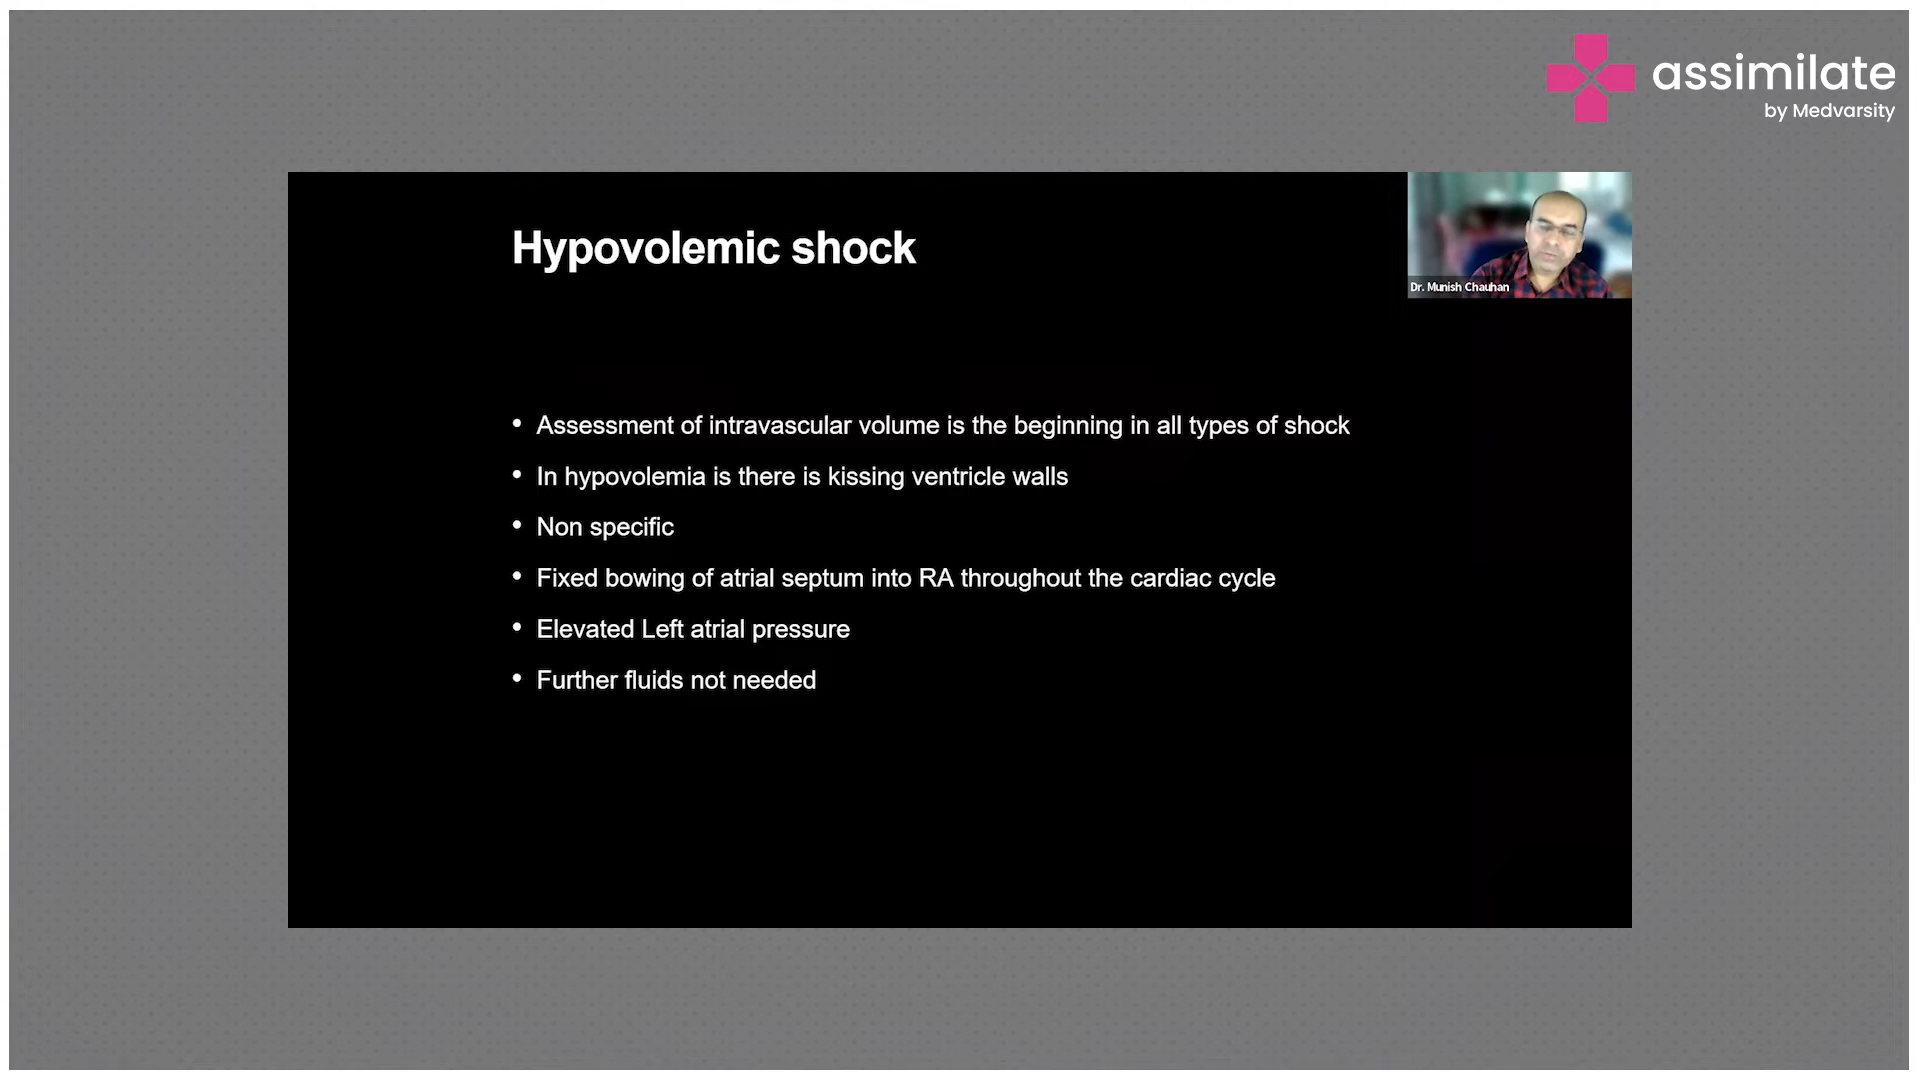 assimilate
by Medvarsity
Hypovolemic shock
Dr. Munish Chauhan
• Assessment of intravascular volume is the beginning in all types of shock
• In hypovolemia is there is kissing ventricle walls
• Non specific
• Fixed bowing of atrial septum into RA throughout the cardiac cycle
• Elevated Left atrial pressure
• Further fluids not needed